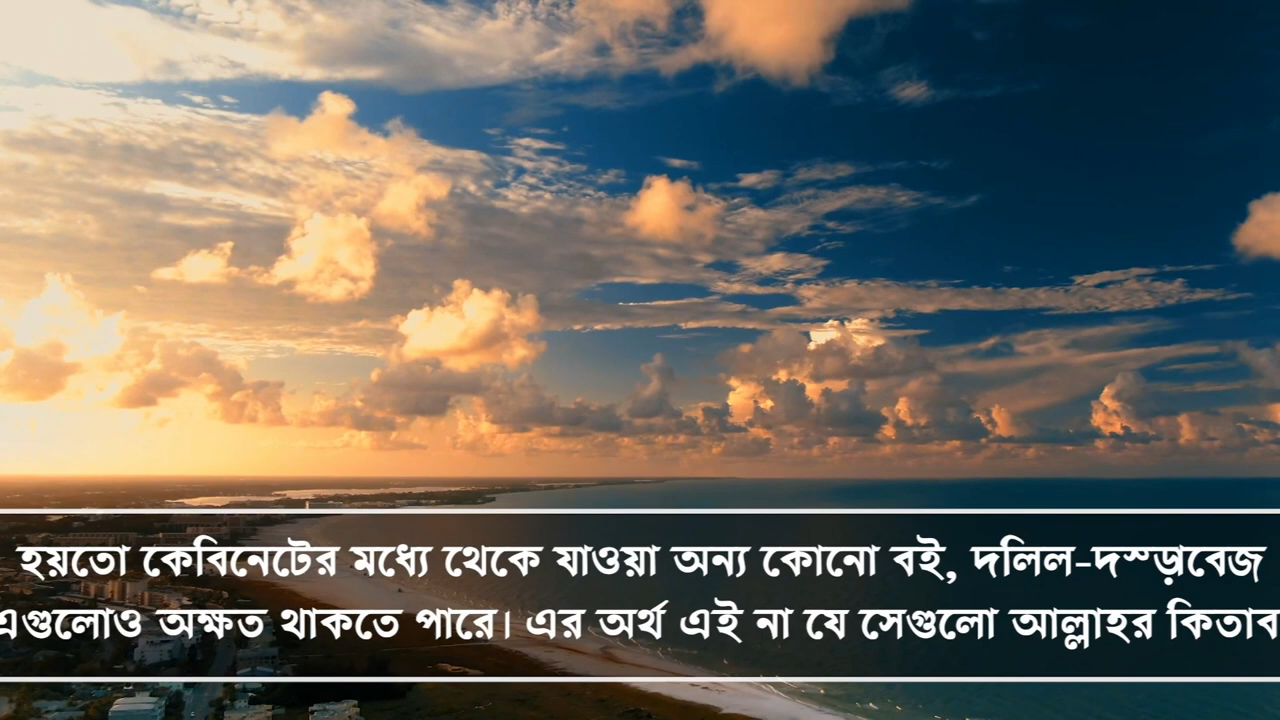 হয়তো কেবিনেটের মধ্যে থেকে যাওয়া অন্য কোনো বই, দলিল-দস্ড়াবেজ
এগুলোও অক্ষত থাকতে পারে। এর অর্থ এই না যে সেগুলো আল্লাহর কিতাব